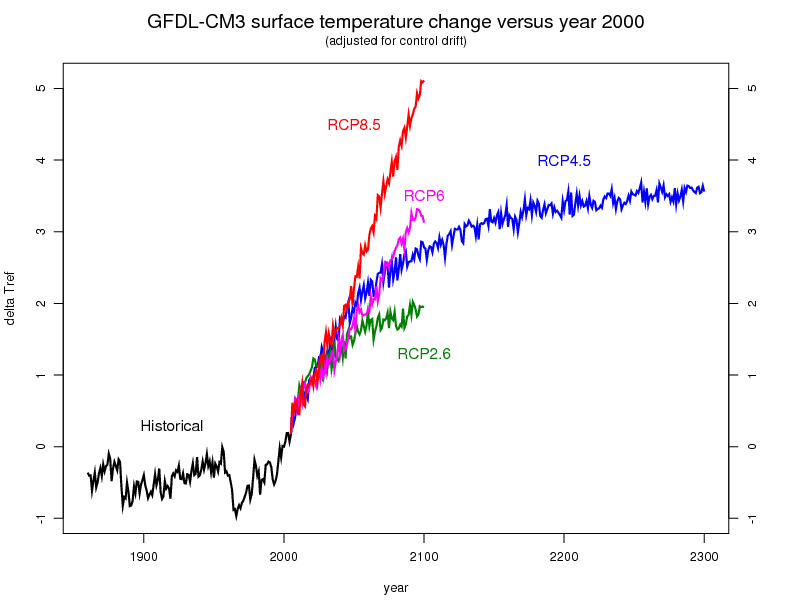 GFDL-CM3 surface temperature change versus year 2000
(adjusted for control drift)
5
5
RCP8.5
4
RCP4.5
4
RCP6
3
3
delta Tref
2
2
RCP2.6
1
1
Historical
0
0
-1
-1
1900
2000
2100
2200
2300
year